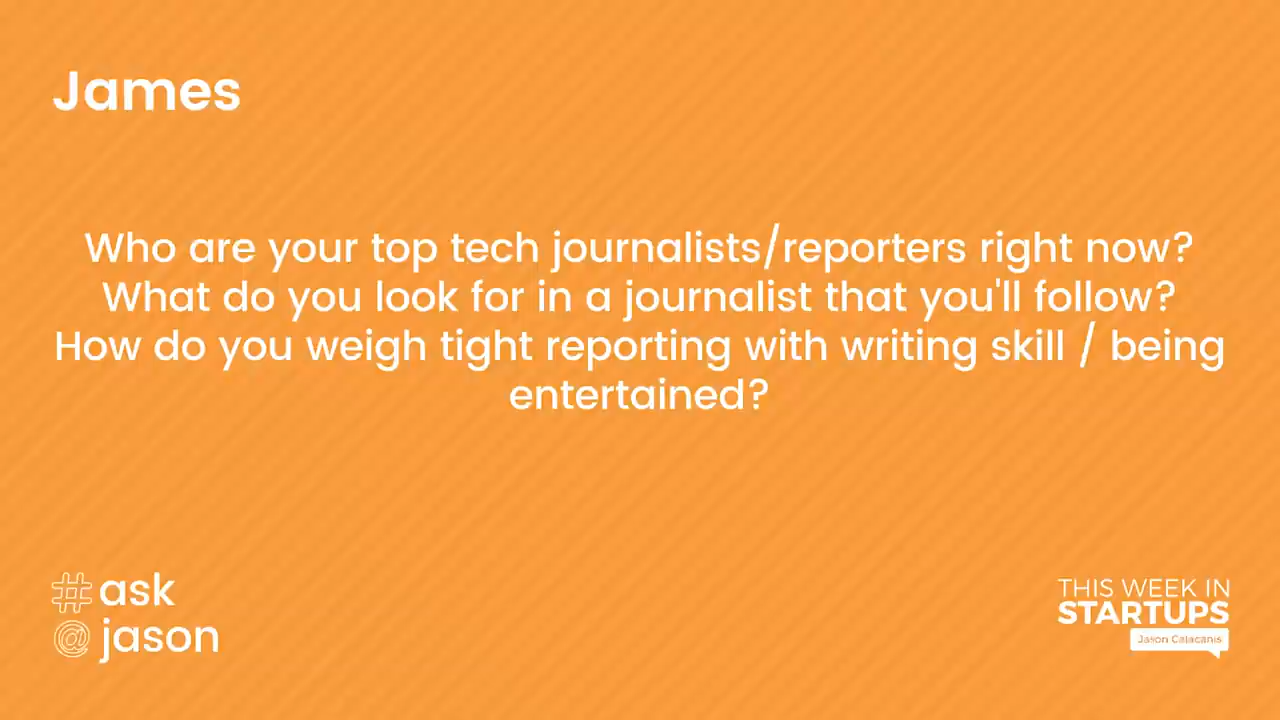 James
Who are your top tech journalists/reporters right now?
What do you look for in a journalist that you'll follow?
How do you weigh tight reporting with writing skill / being
entertained?
#ask
@jason
THIS WEEK IN
STARTUPS
Jason Calacanis